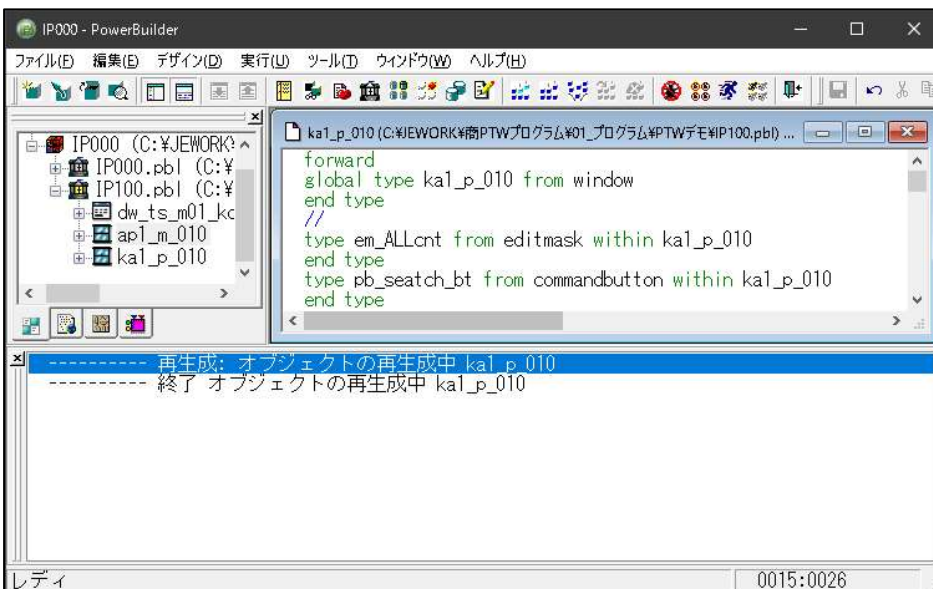 IP000 - PowerBuilder
ファイル(F) 編集(E) デザイン(D) 実行(U) ツール(T) ウィンドウ(W) ヘルプ(H)
IP000 (C:¥JEWORK¥
IP000.pbl (C:¥
IP100.pbl (C:¥
dw_ts_m01_kc
ap1_m_010
ka1_p_010
ka1_p_010 (C:¥JEWORK¥商PTWプログラム¥01_プログラム¥PTWデモ¥IP100.pbl) ...
forward
global type ka1_p_010 from window
end type
//
type em_ALLcnt from editmask within ka1_p_010
end type
type pb_seatch_bt from commandbutton within ka1_p_010
end type
---------- 再生成: オブジェクトの再生成中 ka1_p_010
---------- 終了 オブジェクトの再生成中 ka1_p_010
レディ
0015:0026